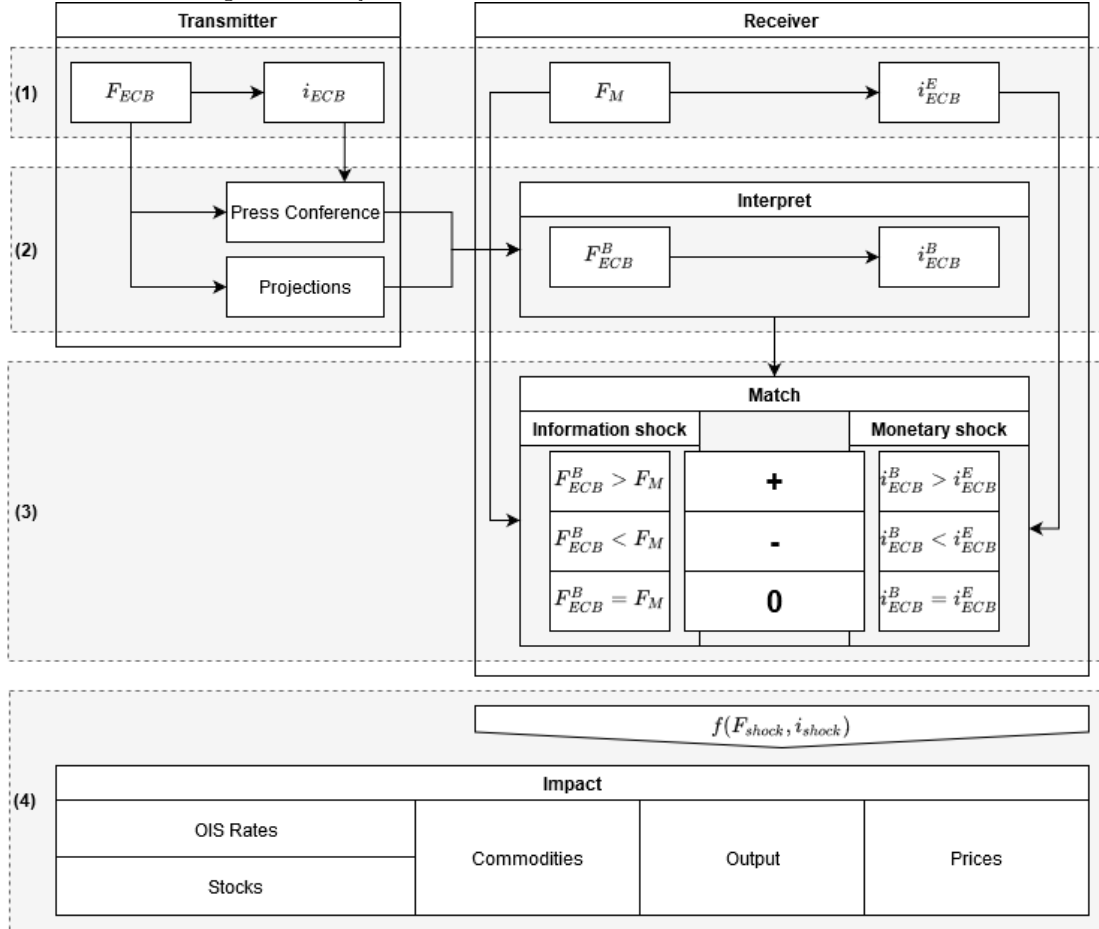 Transmitter
Receiver
(1)
F_{ECB}
i_{ECB}
F_M
i^E_{ECB}
(2)
Press Conference
Projections
Interpret
F^B_{ECB}
i^B_{ECB}
(3)
Match
Information shock
Monetary shock
F^B_{ECB} > F_M
+
i^B_{ECB} > i^E_{ECB}
F^B_{ECB} < F_M
-
i^B_{ECB} < i^E_{ECB}
F^B_{ECB} = F_M
0
i^B_{ECB} = i^E_{ECB}
(4)
f(F_{shock}, i_{shock})
Impact
OIS Rates
Stocks
Commodities
Output
Prices